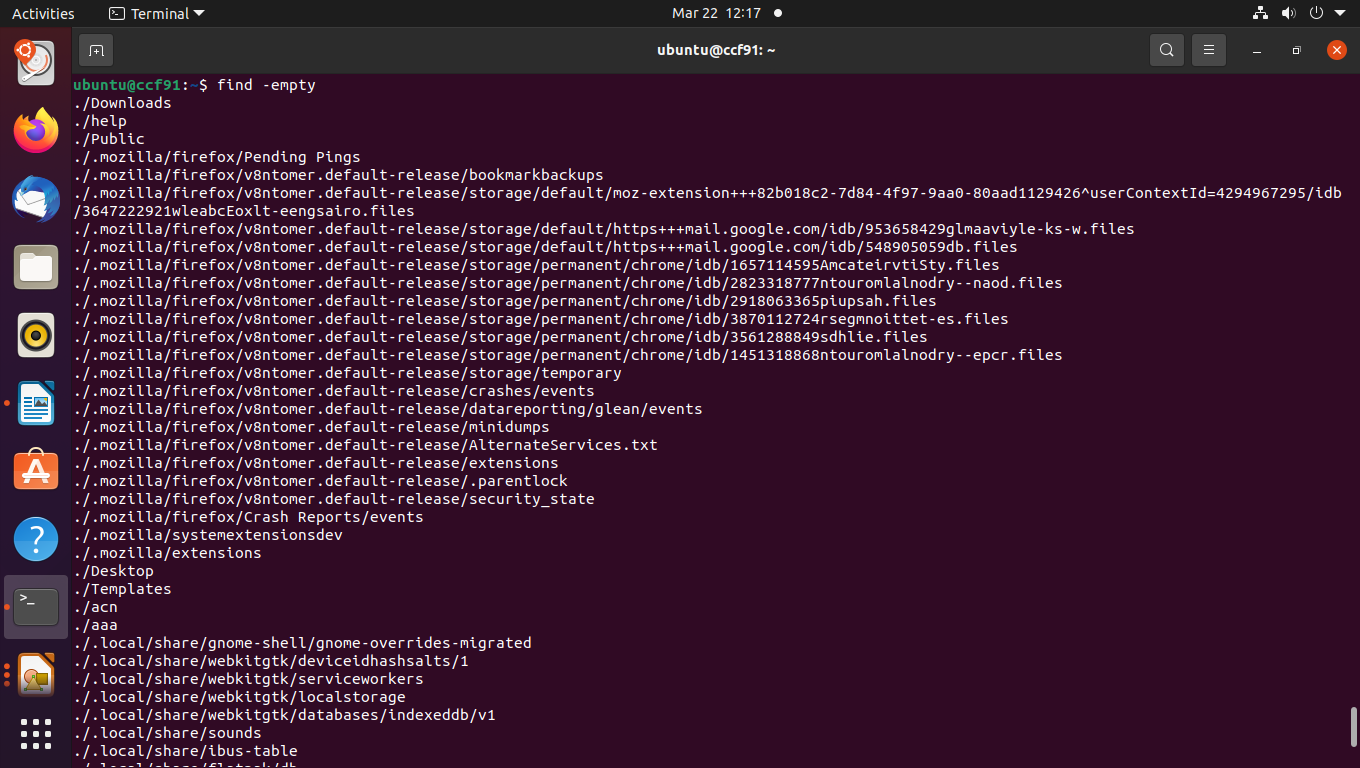 Activities
Terminal
Mar 22 12:17
ubuntu@ccf91: ~
ubuntu@ccf91:~$ find -empty
./Downloads
./help
./Public
./.mozilla/firefox/Pending Pings
./.mozilla/firefox/v8ntomer.default-release/bookmarkbackups
./.mozilla/firefox/v8ntomer.default-release/storage/default/moz-extension+++82b018c2-7d84-4f97-9aa0-80aad1129426^userContextId=4294967295/idb
/3647222921wleabcEoxlt-eengsairo.files
./.mozilla/firefox/v8ntomer.default-release/storage/default/https+++mail.google.com/idb/953658429glmaaviyle-ks-w.files
./.mozilla/firefox/v8ntomer.default-release/storage/default/https+++mail.google.com/idb/548905059db.files
./.mozilla/firefox/v8ntomer.default-release/storage/permanent/chrome/idb/1657114595AmcateirvtiSty.files
./.mozilla/firefox/v8ntomer.default-release/storage/permanent/chrome/idb/2823318777ntouromlalnodry--naod.files
./.mozilla/firefox/v8ntomer.default-release/storage/permanent/chrome/idb/2918063365piupsah.files
./.mozilla/firefox/v8ntomer.default-release/storage/permanent/chrome/idb/3870112724rsegmnoittet-es.files
./.mozilla/firefox/v8ntomer.default-release/storage/permanent/chrome/idb/3561288849sdhlie.files
./.mozilla/firefox/v8ntomer.default-release/storage/permanent/chrome/idb/1451318868ntouromlalnodry--epcr.files
./.mozilla/firefox/v8ntomer.default-release/storage/temporary
./.mozilla/firefox/v8ntomer.default-release/crashes/events
./.mozilla/firefox/v8ntomer.default-release/datareporting/glean/events
./.mozilla/firefox/v8ntomer.default-release/minidumps
./.mozilla/firefox/v8ntomer.default-release/AlternateServices.txt
./.mozilla/firefox/v8ntomer.default-release/extensions
./.mozilla/firefox/v8ntomer.default-release/.parentlock
./.mozilla/firefox/v8ntomer.default-release/security_state
./.mozilla/firefox/Crash Reports/events
./.mozilla/systemextensionsdev
./.mozilla/extensions
./Desktop
./Templates
./acn
./aaa
./.local/share/gnome-shell/gnome-overrides-migrated
./.local/share/webkitgtk/deviceidhashsalts/1
./.local/share/webkitgtk/serviceworkers
./.local/share/webkitgtk/localstorage
./.local/share/webkitgtk/databases/indexeddb/v1
./.local/share/sounds
./.local/share/ibus-table